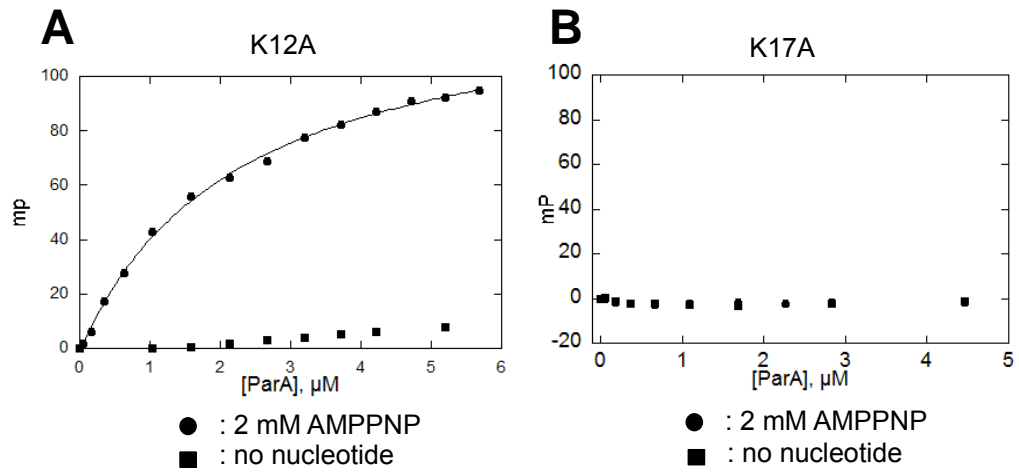 A
K12A
100
80
60
40
20
0
mp
0 1 2 3 4 5 6
[ParA], µM
● : 2 mM AMPPNP
■ : no nucleotide
B
K17A
100
80
60
40
20
0
-20
mP
0 1 2 3 4 5
[ParA], µM
● : 2 mM AMPPNP
■ : no nucleotide